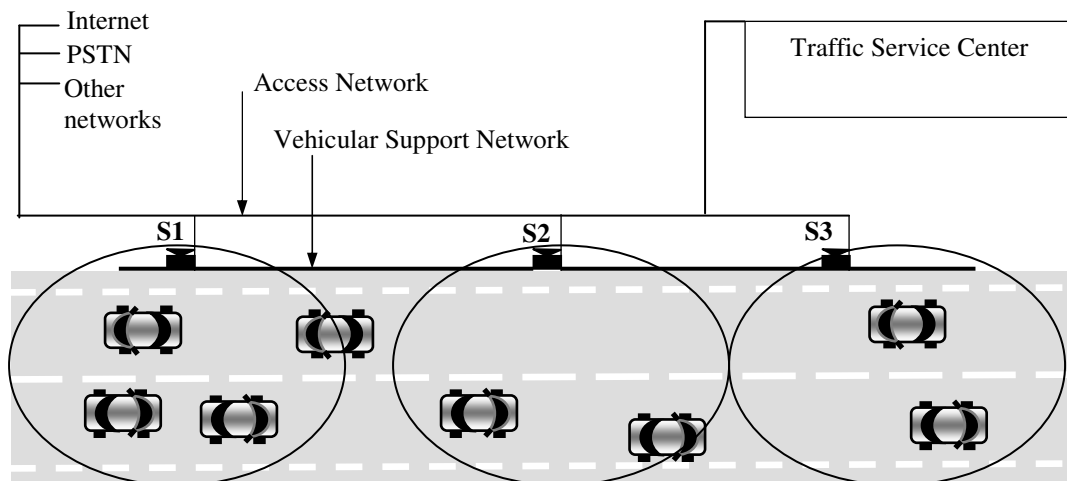 Internet
PSTN
Other
networks
Traffic Service Center
Access Network
Vehicular Support Network
S1
S2
S3